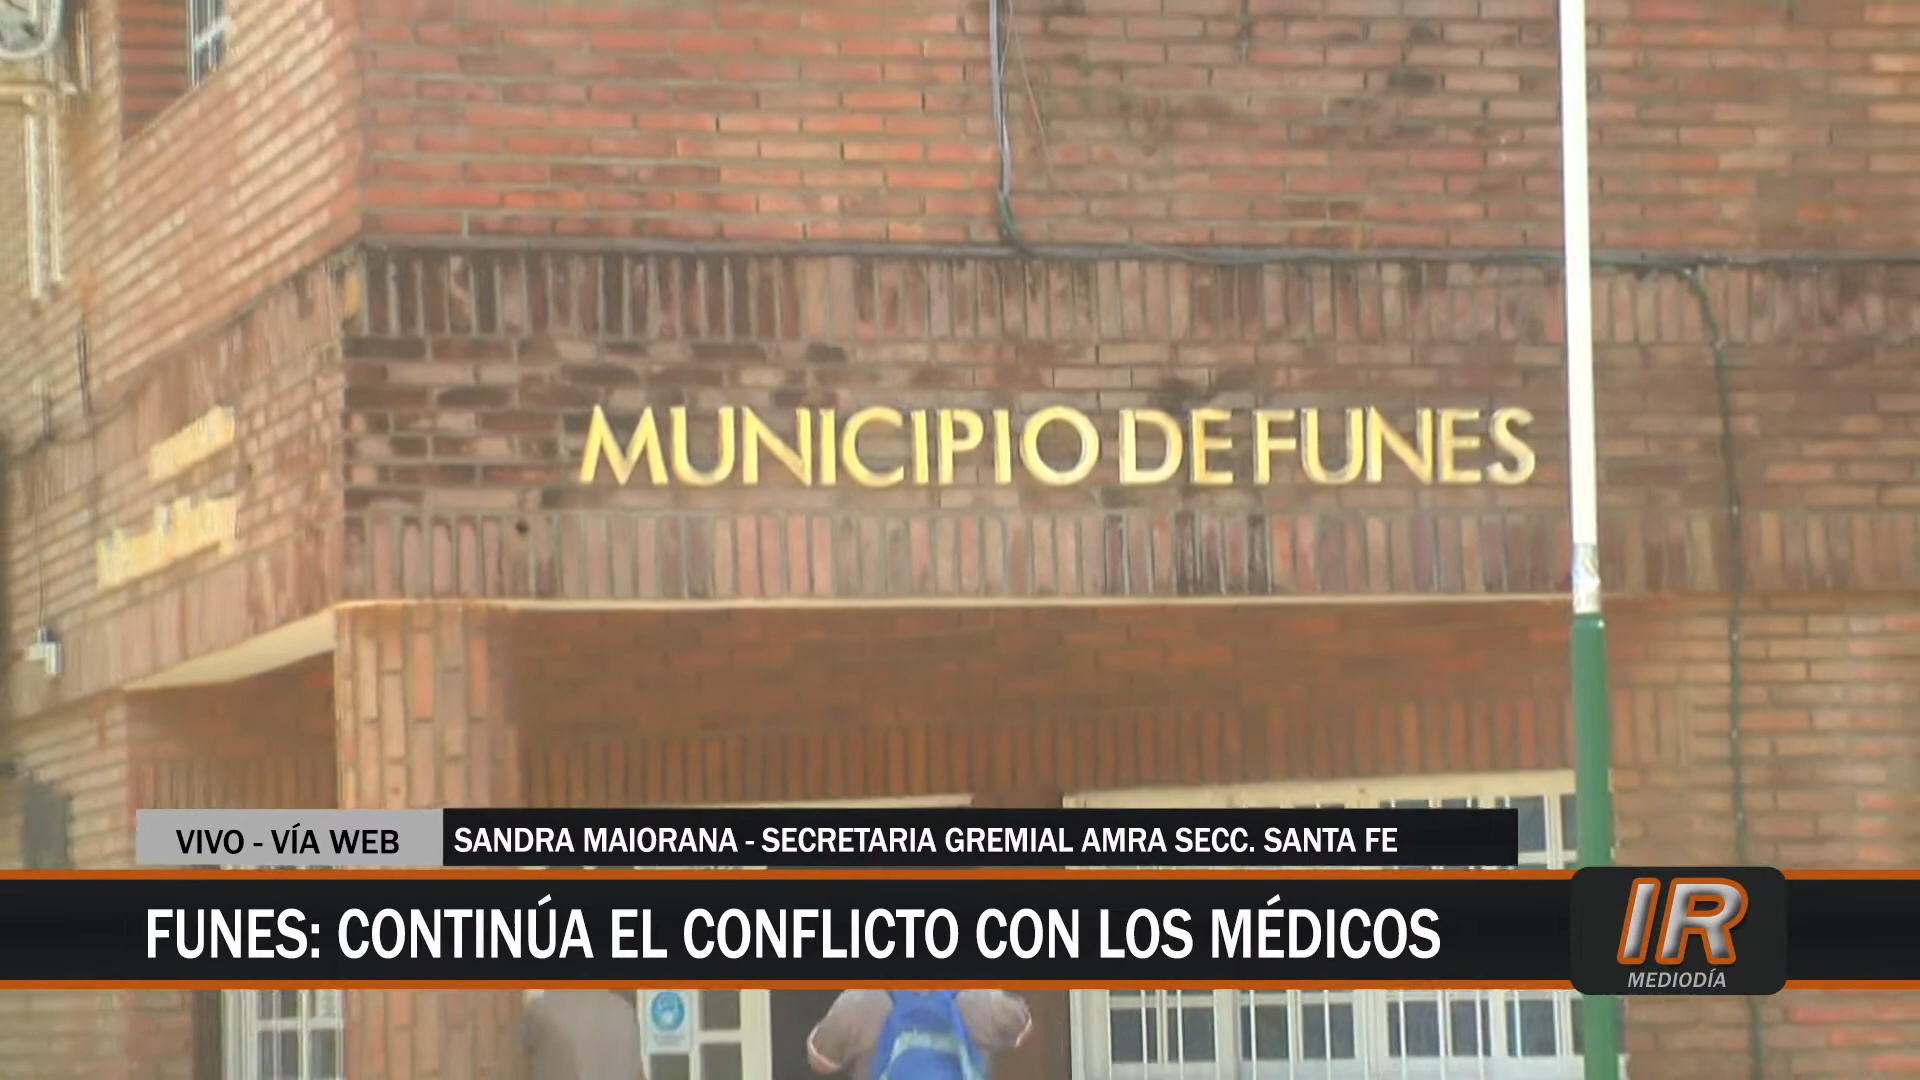 MUNICIPIO DE FUNES
VIVO - VÍA WEB
SANDRA MAIORANA - SECRETARIA GREMIAL AMRA SECC. SANTA FE
FUNES: CONTINÚA EL CONFLICTO CON LOS MÉDICOS
IR
MEDIODÍA